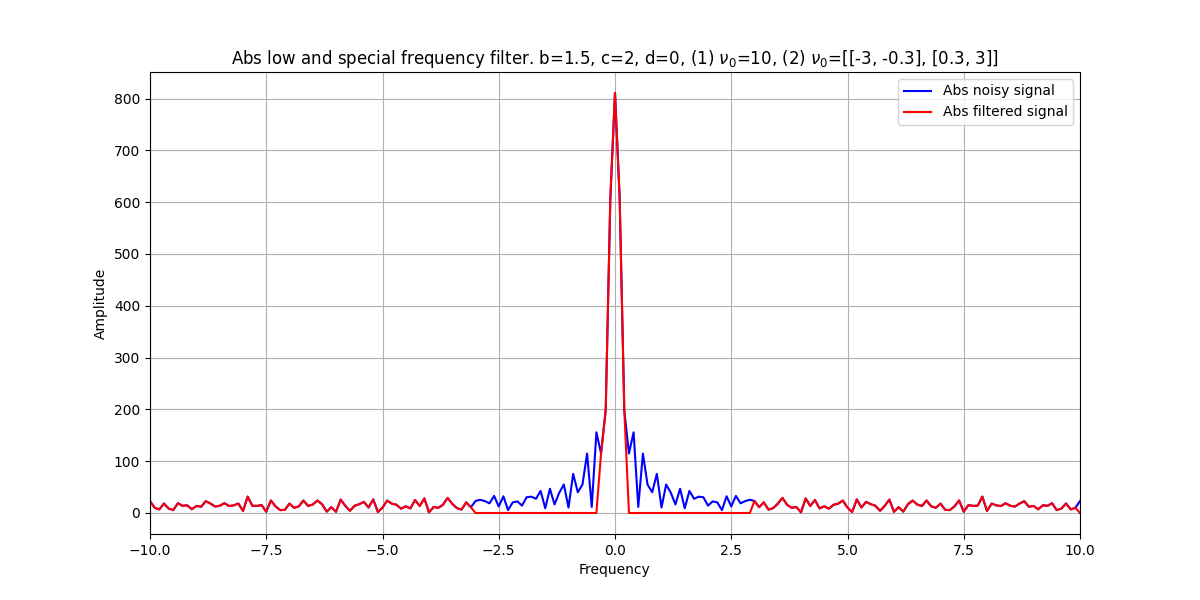 Abs low and special frequency filter. b=1.5, c=2, d=0, (1) $\nu_0$=10, (2) $\nu_0$=[[-3, -0.3], [0.3, 3]]
Abs noisy signal
Abs filtered signal
800
700
600
500
400
300
200
100
0
Amplitude
−10.0 −7.5 −5.0 −2.5 0.0 2.5 5.0 7.5 10.0
Frequency